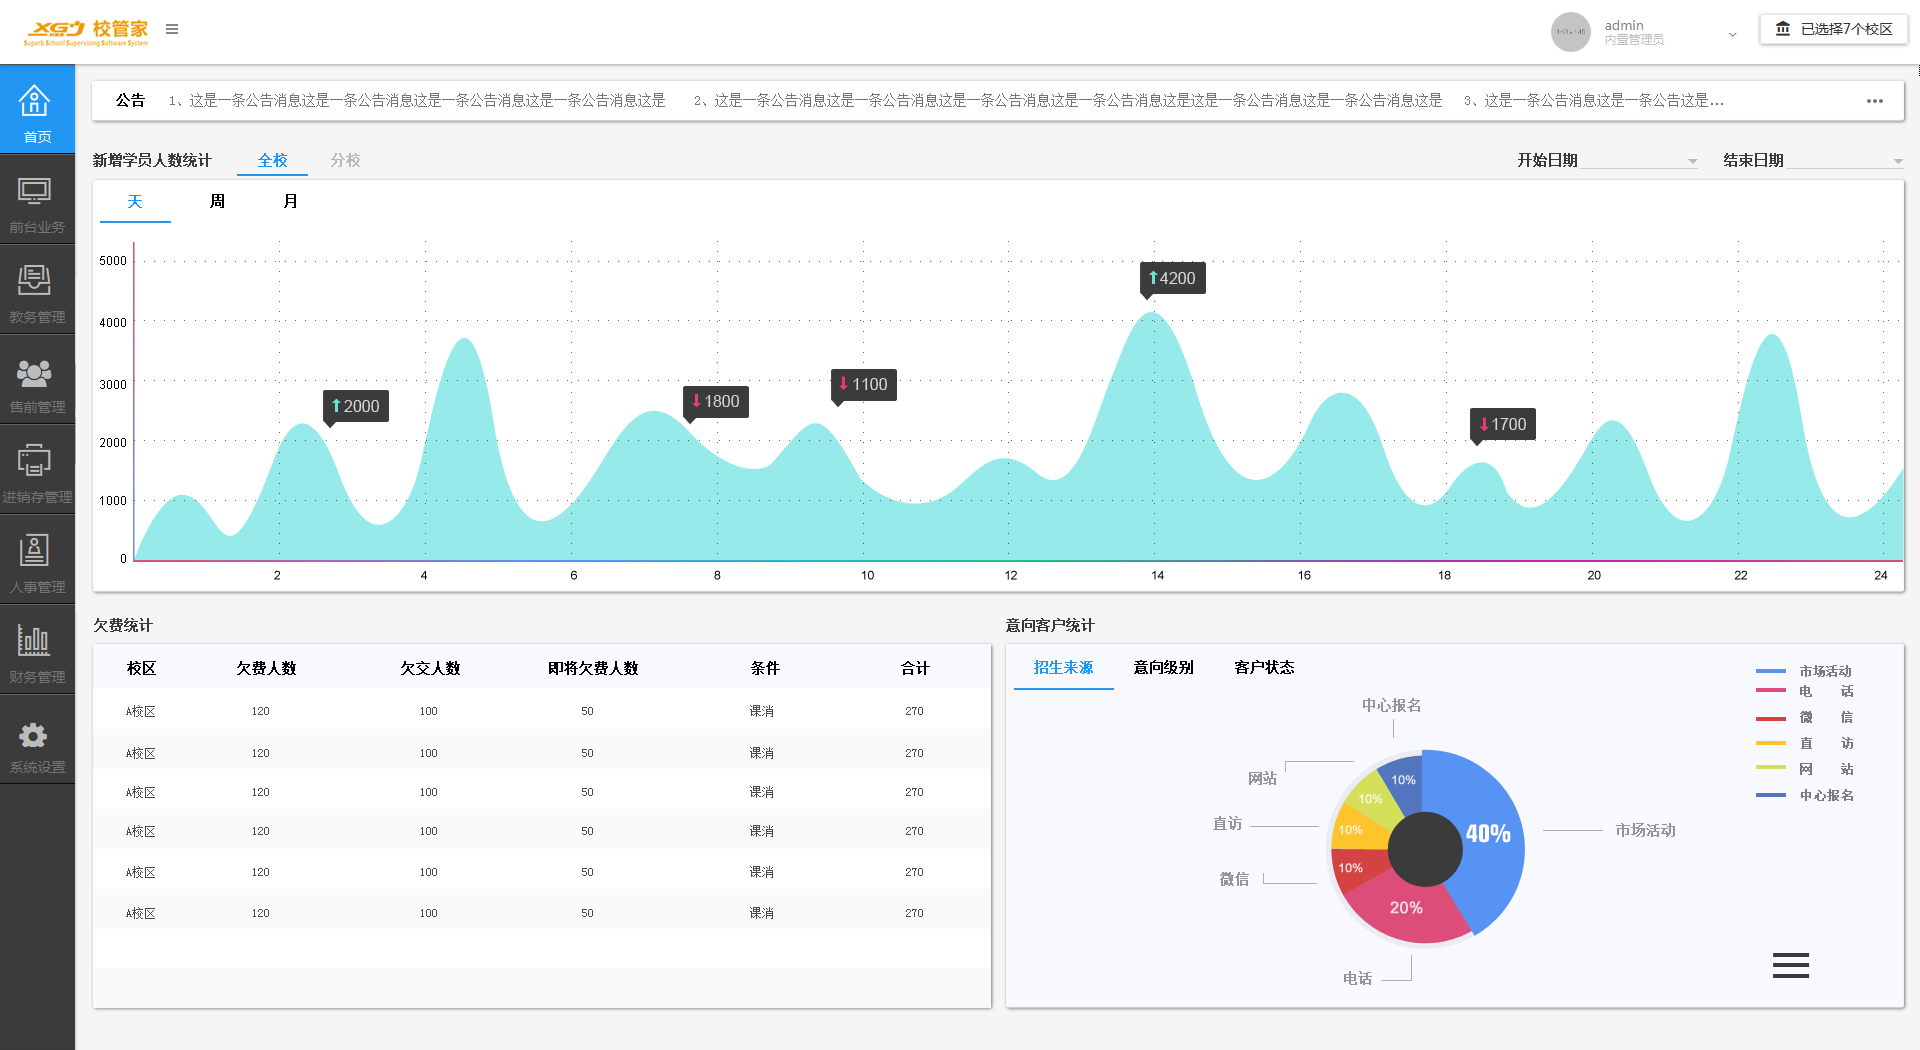 XGJ 校管家
Superb School Supervising Software System
140×140
admin
内置管理员
已选择7个校区
首页
前台业务
教务管理
售前管理
进销存管理
人事管理
财务管理
系统设置
公告 1、这是一条公告消息这是一条公告消息这是一条公告消息这是一条公告消息这是 2、这是一条公告消息这是一条公告消息这是一条公告消息这是一条公告消息这是这是一条公告消息这是一条公告消息这是 3、这是一条公告消息这是一条公告这是...
新增学员人数统计 全校 分校 开始日期 结束日期
天 周 月
5000
4000
3000
2000
1000
0
↑2000
↓1800
↓1100
↑4200
↓1700
2 4 6 8 10 12 14 16 18 20 22 24
欠费统计
校区 欠费人数 欠交人数 即将欠费人数 条件 合计
A校区 120 100 50 课消 270
A校区 120 100 50 课消 270
A校区 120 100 50 课消 270
A校区 120 100 50 课消 270
A校区 120 100 50 课消 270
A校区 120 100 50 课消 270
意向客户统计
招生来源 意向级别 客户状态
中心报名
网站
直访
微信
电话
市场活动
10%
10%
10%
10%
20%
40%
市场活动
电 话
微 信
直 访
网 站
中心报名